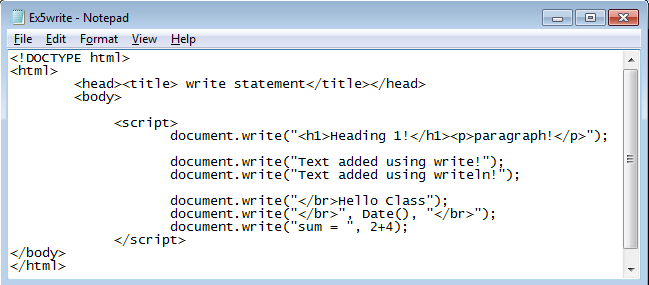 Ex5write - Notepad
File Edit Format View Help
<!DOCTYPE html>
<html>
<head><title> write statement</title></head>
<body>
<script>
document.write("<h1>Heading 1!</h1><p>paragraph!</p>");
document.write("Text added using write!");
document.write("Text added using writeln!");
document.write("</br>Hello Class");
document.write("</br>", Date(), "</br>");
document.write("sum = ", 2+4);
</script>
</body>
</html>